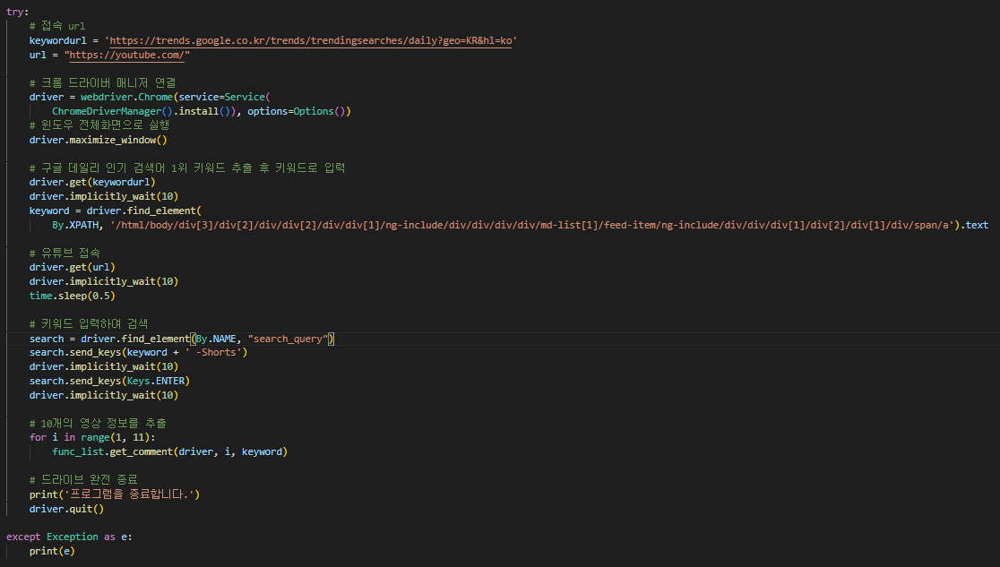 try:
# 접속 url
keywordurl = 'https://trends.google.co.kr/trends/trendingsearches/daily?geo=KR&hl=ko'
url = "https://youtube.com/"
# 크롬 드라이버 매니저 연결
driver = webdriver.Chrome(service=Service(
ChromeDriverManager().install()), options=Options())
# 윈도우 전체화면으로 실행
driver.maximize_window()
# 구글 데일리 인기 검색어 1위 키워드 추출 후 키워드로 입력
driver.get(keywordurl)
driver.implicitly_wait(10)
keyword = driver.find_element(
By.XPATH, '/html/body/div[3]/div[2]/div/div[2]/div/div[1]/ng-include/div/div/div/div/md-list[1]/feed-item/ng-include/div/div/div[1]/div[2]/div[1]/div/span/a').text
# 유튜브 접속
driver.get(url)
driver.implicitly_wait(10)
time.sleep(0.5)
# 키워드 입력하여 검색
search = driver.find_element(By.NAME, "search_query")
search.send_keys(keyword + ' -Shorts')
driver.implicitly_wait(10)
search.send_keys(Keys.ENTER)
driver.implicitly_wait(10)
# 10개의 영상 정보를 추출
for i in range(1, 11):
func_list.get_comment(driver, i, keyword)
# 드라이브 완전 종료
print('프로그램을 종료합니다.')
driver.quit()
except Exception as e:
print(e)